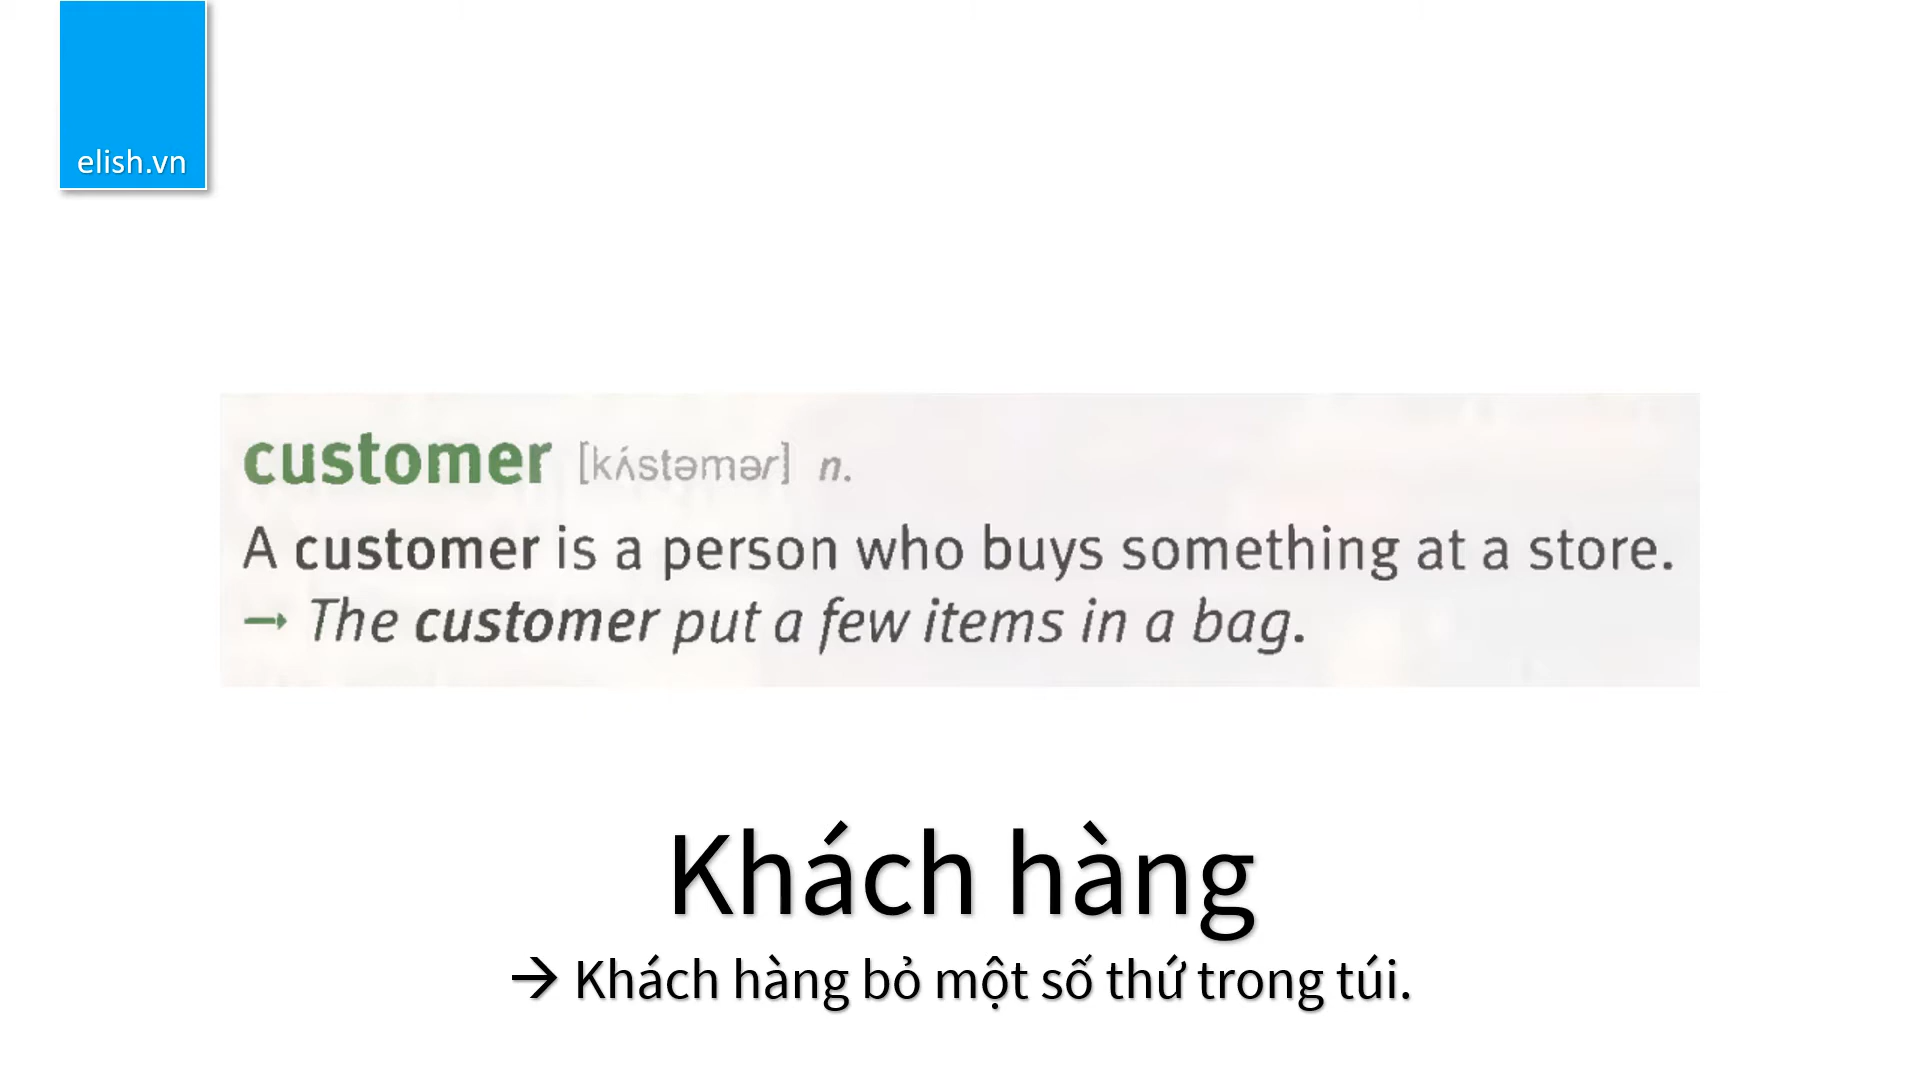 elish.vn
customer [kʌ́stəmər] n.
A customer is a person who buys something at a store.
→ The customer put a few items in a bag.
Khách hàng
→ Khách hàng bỏ một số thứ trong túi.